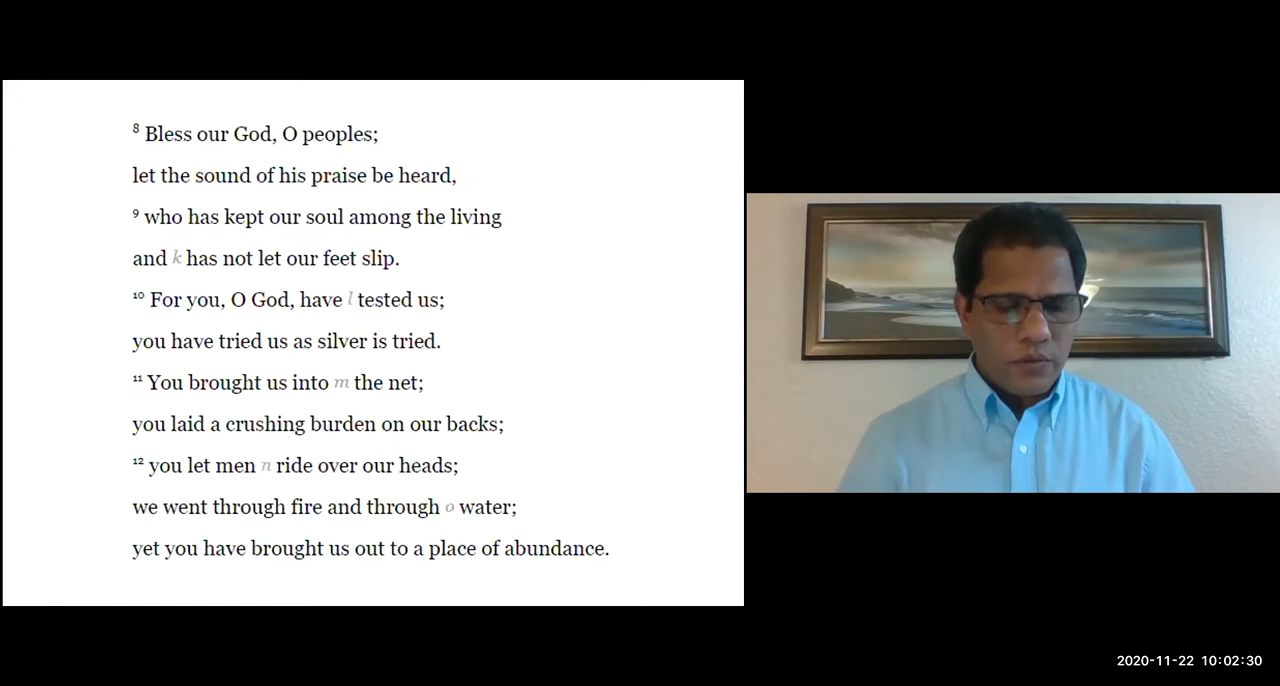 8 Bless our God, O peoples;
let the sound of his praise be heard,
9 who has kept our soul among the living
and k has not let our feet slip.
10 For you, O God, have l tested us;
you have tried us as silver is tried.
11 You brought us into m the net;
you laid a crushing burden on our backs;
12 you let men n ride over our heads;
we went through fire and through o water;
yet you have brought us out to a place of abundance.
2020-11-22 10:02:30